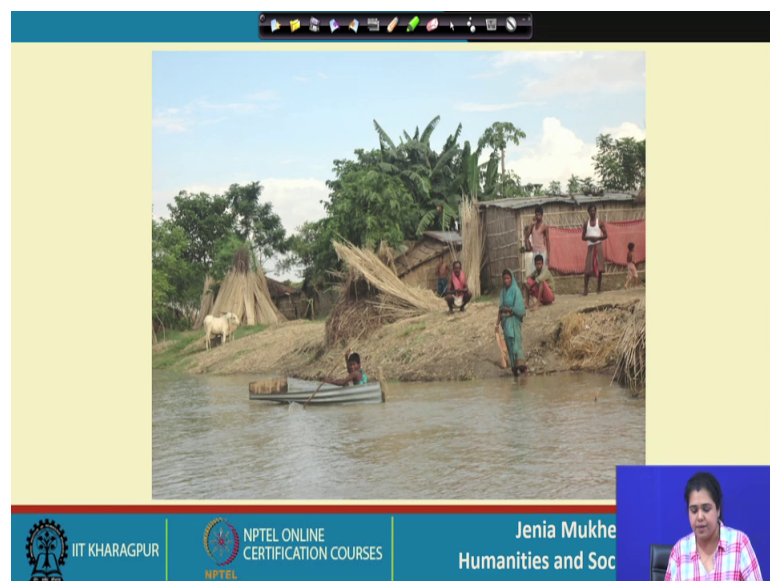 IIT KHARAGPUR
NPTEL
NPTEL ONLINE
CERTIFICATION COURSES
Jenia Mukhe
Humanities and Soc